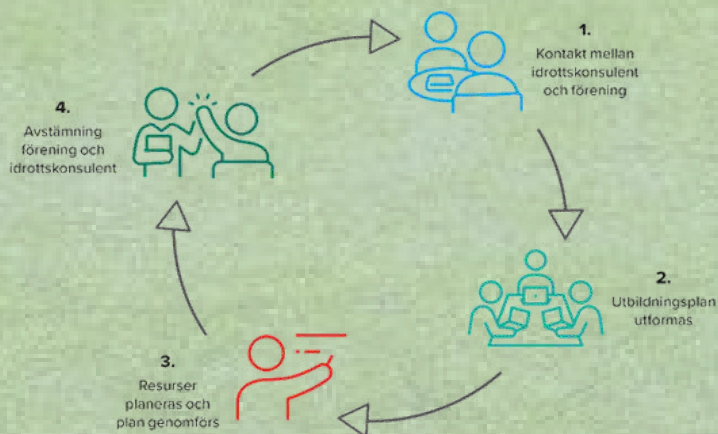 1.
Kontakt mellan
idrottskonsulent
och förening
2.
Utbildningsplan
utformas
3.
Resurser
planeras och
plan genomförs
4.
Avstämning
förening och
idrottskonsulent